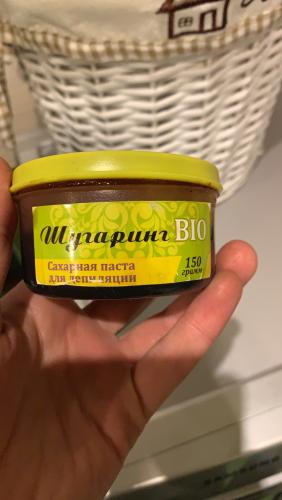 Шугаринг BIO
Сахарная паста
для депиляции
150
грамм